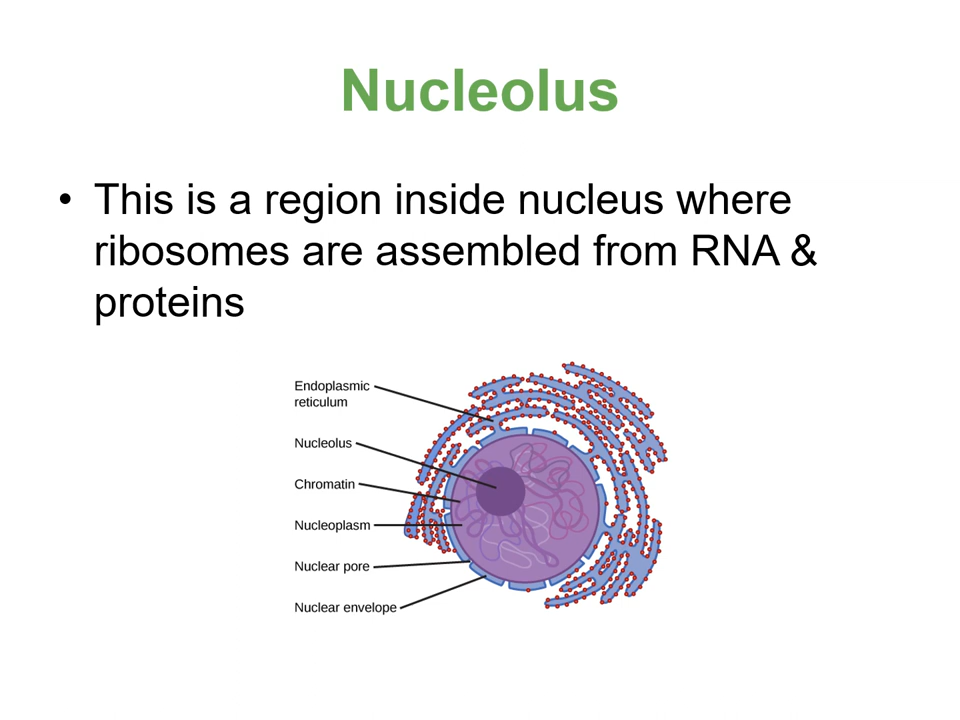 Nucleolus
• This is a region inside nucleus where
ribosomes are assembled from RNA &
proteins
Endoplasmic
reticulum
Nucleolus
Chromatin
Nucleoplasm
Nuclear pore
Nuclear envelope